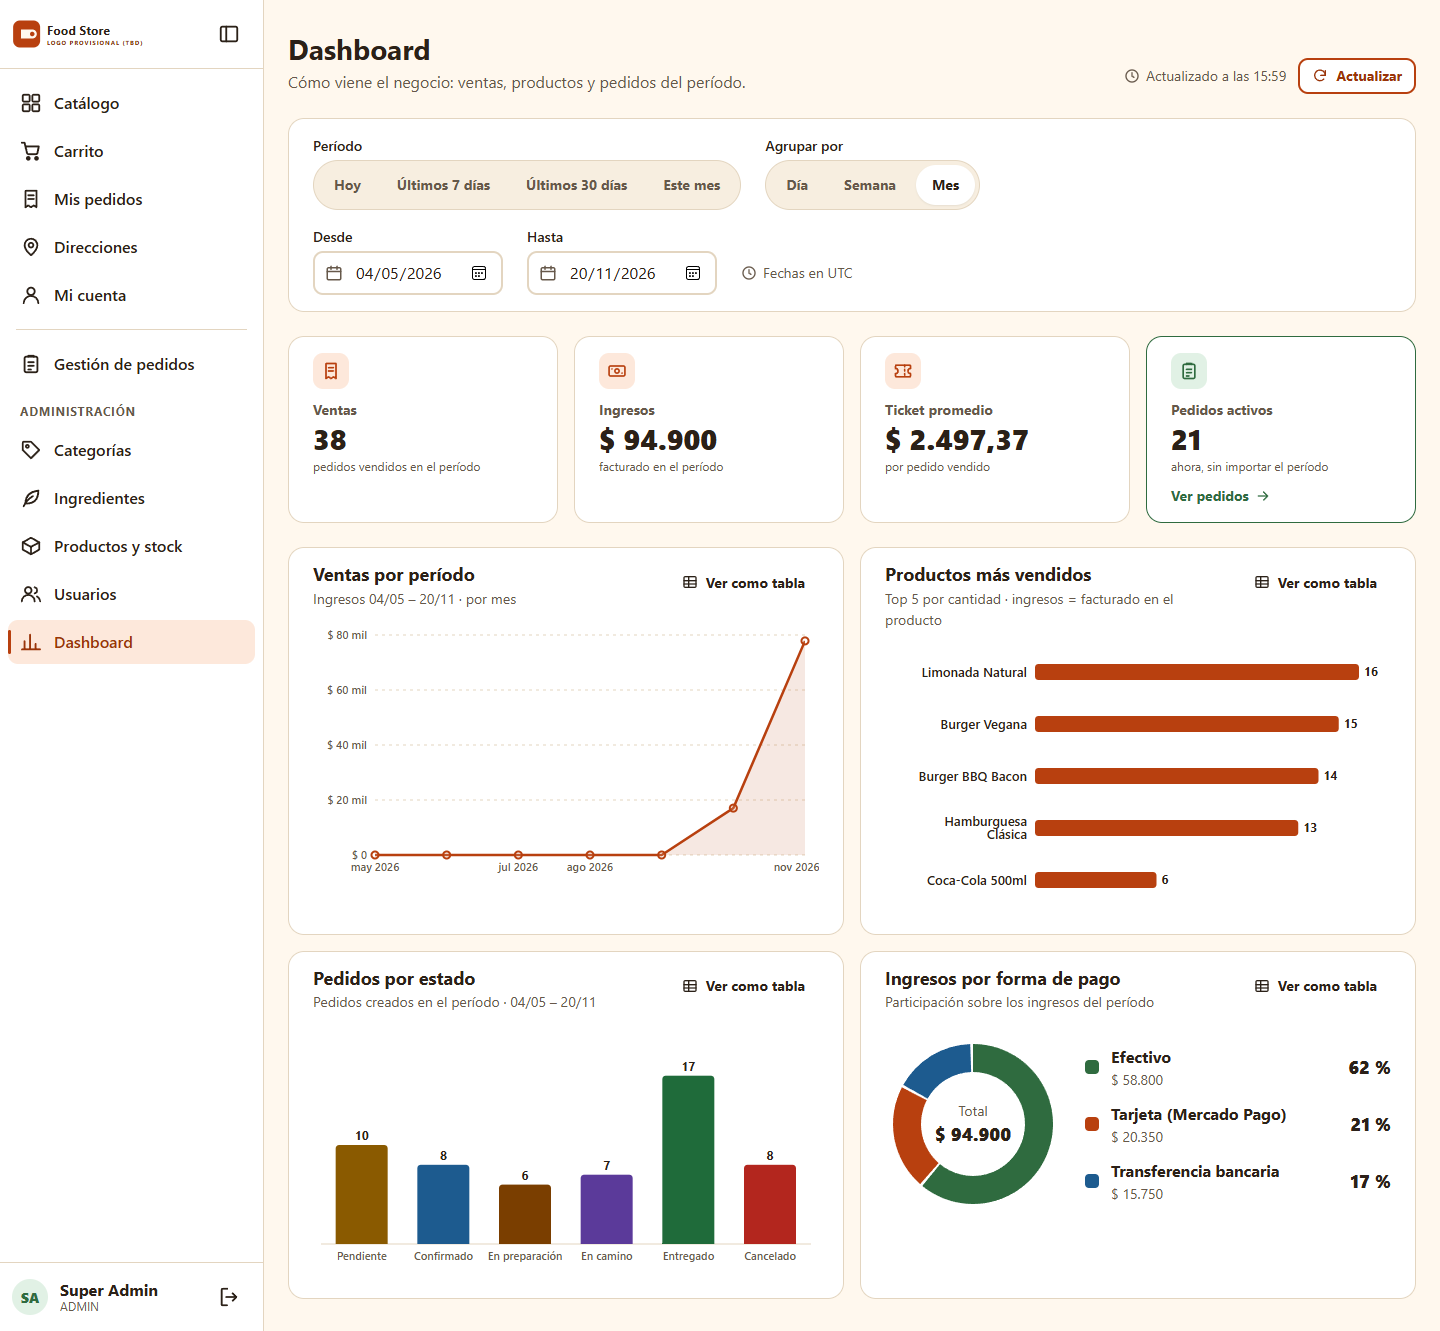 Food Store
LOGO PROVISIONAL (TBD)
Catálogo
Carrito
Mis pedidos
Direcciones
Mi cuenta
Gestión de pedidos
ADMINISTRACIÓN
Categorías
Ingredientes
Productos y stock
Usuarios
Dashboard
SA
Super Admin
ADMIN
Dashboard
Cómo viene el negocio: ventas, productos y pedidos del período.
Actualizado a las 15:59
Actualizar
Período
Hoy
Últimos 7 días
Últimos 30 días
Este mes
Agrupar por
Día
Semana
Mes
Desde
04/05/2026
Hasta
20/11/2026
Fechas en UTC
Ventas
38
pedidos vendidos en el período
Ingresos
$ 94.900
facturado en el período
Ticket promedio
$ 2.497,37
por pedido vendido
Pedidos activos
21
ahora, sin importar el período
Ver pedidos
Ventas por período
Ingresos 04/05 – 20/11 · por mes
Ver como tabla
$ 80 mil
$ 60 mil
$ 40 mil
$ 20 mil
$ 0
may 2026
jul 2026
ago 2026
nov 2026
Productos más vendidos
Top 5 por cantidad · ingresos = facturado en el
producto
Ver como tabla
Limonada Natural
16
Burger Vegana
15
Burger BBQ Bacon
14
Hamburguesa
Clásica
13
Coca-Cola 500ml
6
Pedidos por estado
Pedidos creados en el período · 04/05 – 20/11
Ver como tabla
10
8
6
7
17
8
Pendiente
Confirmado
En preparación
En camino
Entregado
Cancelado
Ingresos por forma de pago
Participación sobre los ingresos del período
Ver como tabla
Total
$ 94.900
Efectivo
$ 58.800
62 %
Tarjeta (Mercado Pago)
$ 20.350
21 %
Transferencia bancaria
$ 15.750
17 %